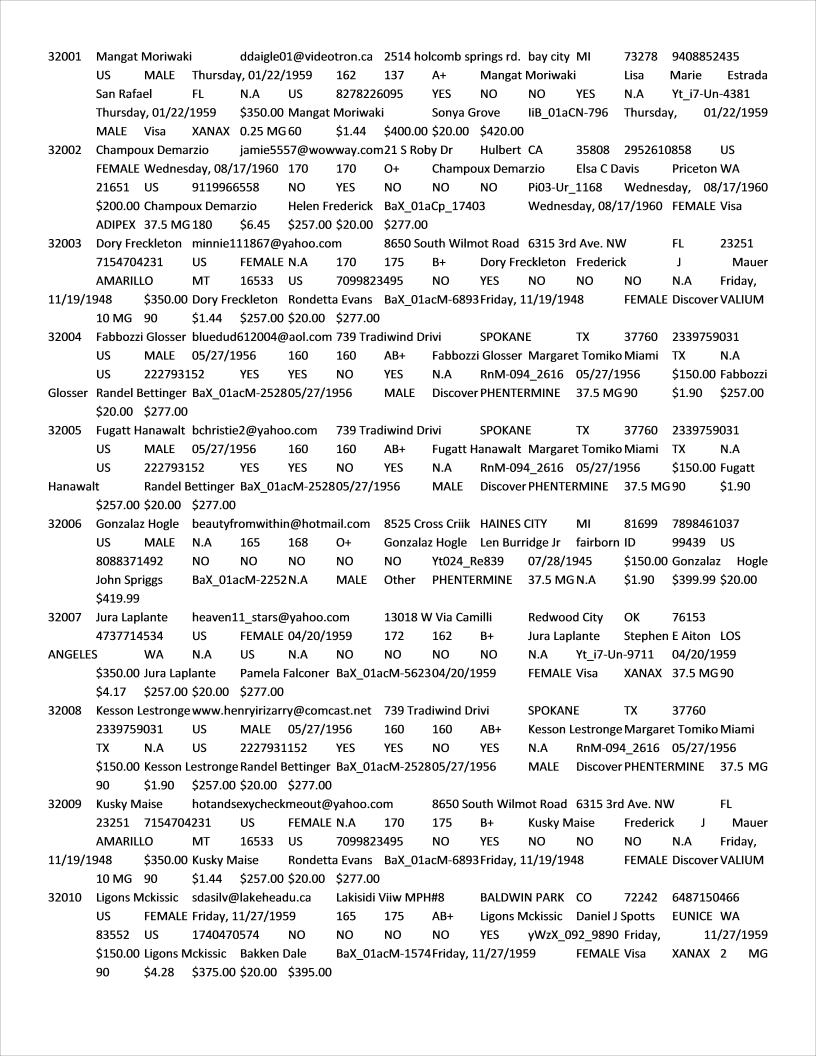 32001 Mangat Moriwaki ddaigle01@videotron.ca 2514 holcomb springs rd. bay city MI 73278 9408852435
US MALE Thursday, 01/22/1959 162 137 A+ Mangat Moriwaki Lisa Marie Estrada
San Rafael FL N.A US 8278226095 YES NO NO YES N.A Yt_i7-Un-4381
Thursday, 01/22/1959 $350.00 Mangat Moriwaki Sonya Grove IiB_01aCN-796 Thursday, 01/22/1959
MALE Visa XANAX 0.25 MG 60 $1.44 $400.00 $20.00 $420.00
32002 Champoux Demarzio jamie5557@wowway.com 21 S Roby Dr Hulbert CA 35808 2952610858 US
FEMALE Wednesday, 08/17/1960 170 170 O+ Champoux Demarzio Elsa C Davis Priceton WA
21651 US 9119966558 NO YES NO NO NO Pi03-Ur_1168 Wednesday, 08/17/1960
$200.00 Champoux Demarzio Helen Frederick BaX_01aCp_17403 Wednesday, 08/17/1960 FEMALE Visa
ADIPEX 37.5 MG 180 $6.45 $257.00 $20.00 $277.00
32003 Dory Freckleton minnie111867@yahoo.com 8650 South Wilmot Road 6315 3rd Ave. NW FL 23251
7154704231 US FEMALE N.A 170 175 B+ Dory Freckleton Frederick J Mauer
AMARILLO MT 16533 US 7099823495 NO YES NO NO NO N.A Friday,
11/19/1948 $350.00 Dory Freckleton Rondetta Evans BaX_01acM-6893 Friday, 11/19/1948 FEMALE Discover VALIUM
10 MG 90 $1.44 $257.00 $20.00 $277.00
32004 Fabbozzi Glosser bluedud612004@aol.com 739 Tradiwind Drivi SPOKANE TX 37760 2339759031
US MALE 05/27/1956 160 160 AB+ Fabbozzi Glosser Margaret Tomiko Miami TX N.A
US 222793152 YES YES NO YES N.A RnM-094_2616 05/27/1956 $150.00 Fabbozzi
Glosser Randel Bettinger BaX_01acM-2528 05/27/1956 MALE Discover PHENTERMINE 37.5 MG 90 $1.90 $257.00
$20.00 $277.00
32005 Fugatt Hanawalt bchristie2@yahoo.com 739 Tradiwind Drivi SPOKANE TX 37760 2339759031
US MALE 05/27/1956 160 160 AB+ Fugatt Hanawalt Margaret Tomiko Miami TX N.A
US 222793152 YES YES NO YES N.A RnM-094_2616 05/27/1956 $150.00 Fugatt
Hanawalt Randel Bettinger BaX_01acM-2528 05/27/1956 MALE Discover PHENTERMINE 37.5 MG 90 $1.90
$257.00 $20.00 $277.00
32006 Gonzalaz Hogle beautyfromwithin@hotmail.com 8525 Cross Criik HAINES CITY MI 81699 7898461037
US MALE N.A 165 168 O+ Gonzalaz Hogle Len Burridge Jr fairborn ID 99439 US
8088371492 NO NO NO NO NO Yt024_Re839 07/28/1945 $150.00 Gonzalaz Hogle
John Spriggs BaX_01acM-2252 N.A MALE Other PHENTERMINE 37.5 MG N.A $1.90 $399.99 $20.00
$419.99
32007 Jura Laplante heaven11_stars@yahoo.com 13018 W Via Camilli Redwood City OK 76153
4737714534 US FEMALE 04/20/1959 172 162 B+ Jura Laplante Stephen E Aiton LOS
ANGELES WA N.A US N.A NO NO NO NO NO N.A Yt_i7-Un-9711 04/20/1959
$350.00 Jura Laplante Pamela Falconer BaX_01acM-5623 04/20/1959 FEMALE Visa XANAX 37.5 MG 90
$4.17 $257.00 $20.00 $277.00
32008 Kesson Lestronge www.henryirizarry@comcast.net 739 Tradiwind Drivi SPOKANE TX 37760
2339759031 US MALE 05/27/1956 160 160 AB+ Kesson Lestronge Margaret Tomiko Miami
TX N.A US 2227931152 YES YES NO YES N.A RnM-094_2616 05/27/1956
$150.00 Kesson Lestronge Randel Bettinger BaX_01acM-2528 05/27/1956 MALE Discover PHENTERMINE 37.5 MG
90 $1.90 $257.00 $20.00 $277.00
32009 Kusky Maise hotandsexycheckmeout@yahoo.com 8650 South Wilmot Road 6315 3rd Ave. NW FL
23251 7154704231 US FEMALE N.A 170 175 B+ Kusky Maise Frederick J Mauer
AMARILLO MT 16533 US 7099823495 NO YES NO NO NO N.A Friday,
11/19/1948 $350.00 Kusky Maise Rondetta Evans BaX_01acM-6893 Friday, 11/19/1948 FEMALE Discover VALIUM
10 MG 90 $1.44 $257.00 $20.00 $277.00
32010 Ligons Mckissic sdasilv@lakeheadu.ca Lakisidi Viiw MPH#8 BALDWIN PARK CO 72242 6487150466
US FEMALE Friday, 11/27/1959 165 175 AB+ Ligons Mckissic Daniel J Spotts EUNICE WA
83552 US 1740470574 NO NO NO NO YES yWzX_092_9890 Friday, 11/27/1959
$150.00 Ligons Mckissic Bakken Dale BaX_01acM-1574 Friday, 11/27/1959 FEMALE Visa XANAX 2 MG
90 $4.28 $375.00 $20.00 $395.00